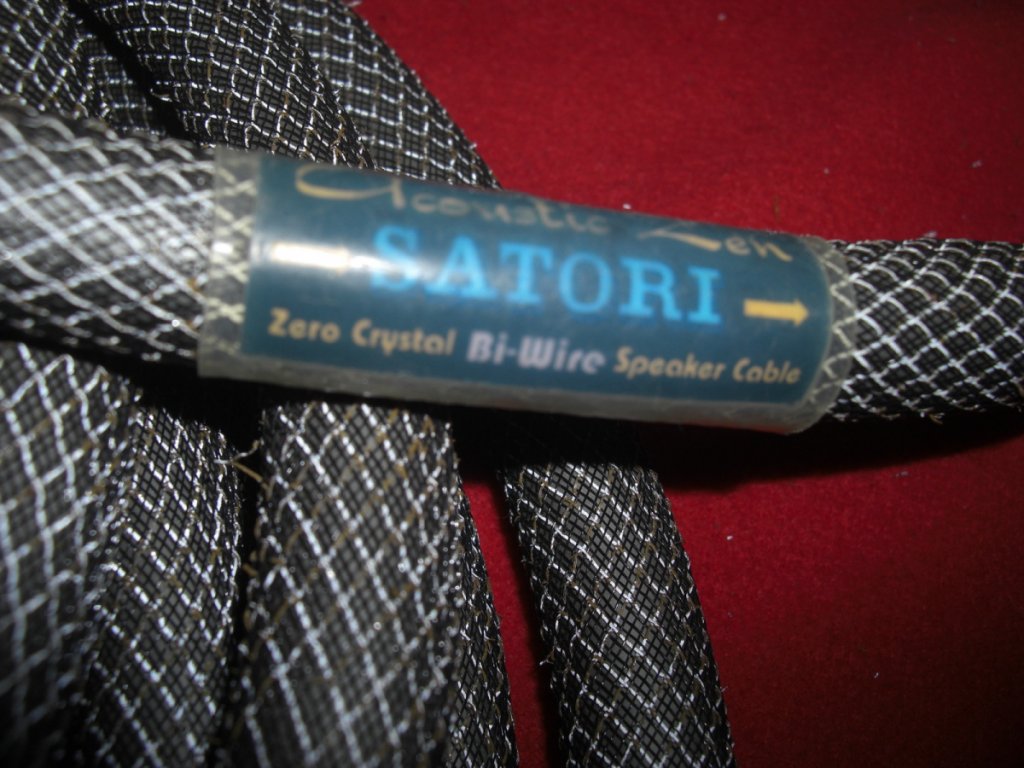 Acoustic Zen
SATORI
Zero Crystal Bi-Wire Speaker Cable